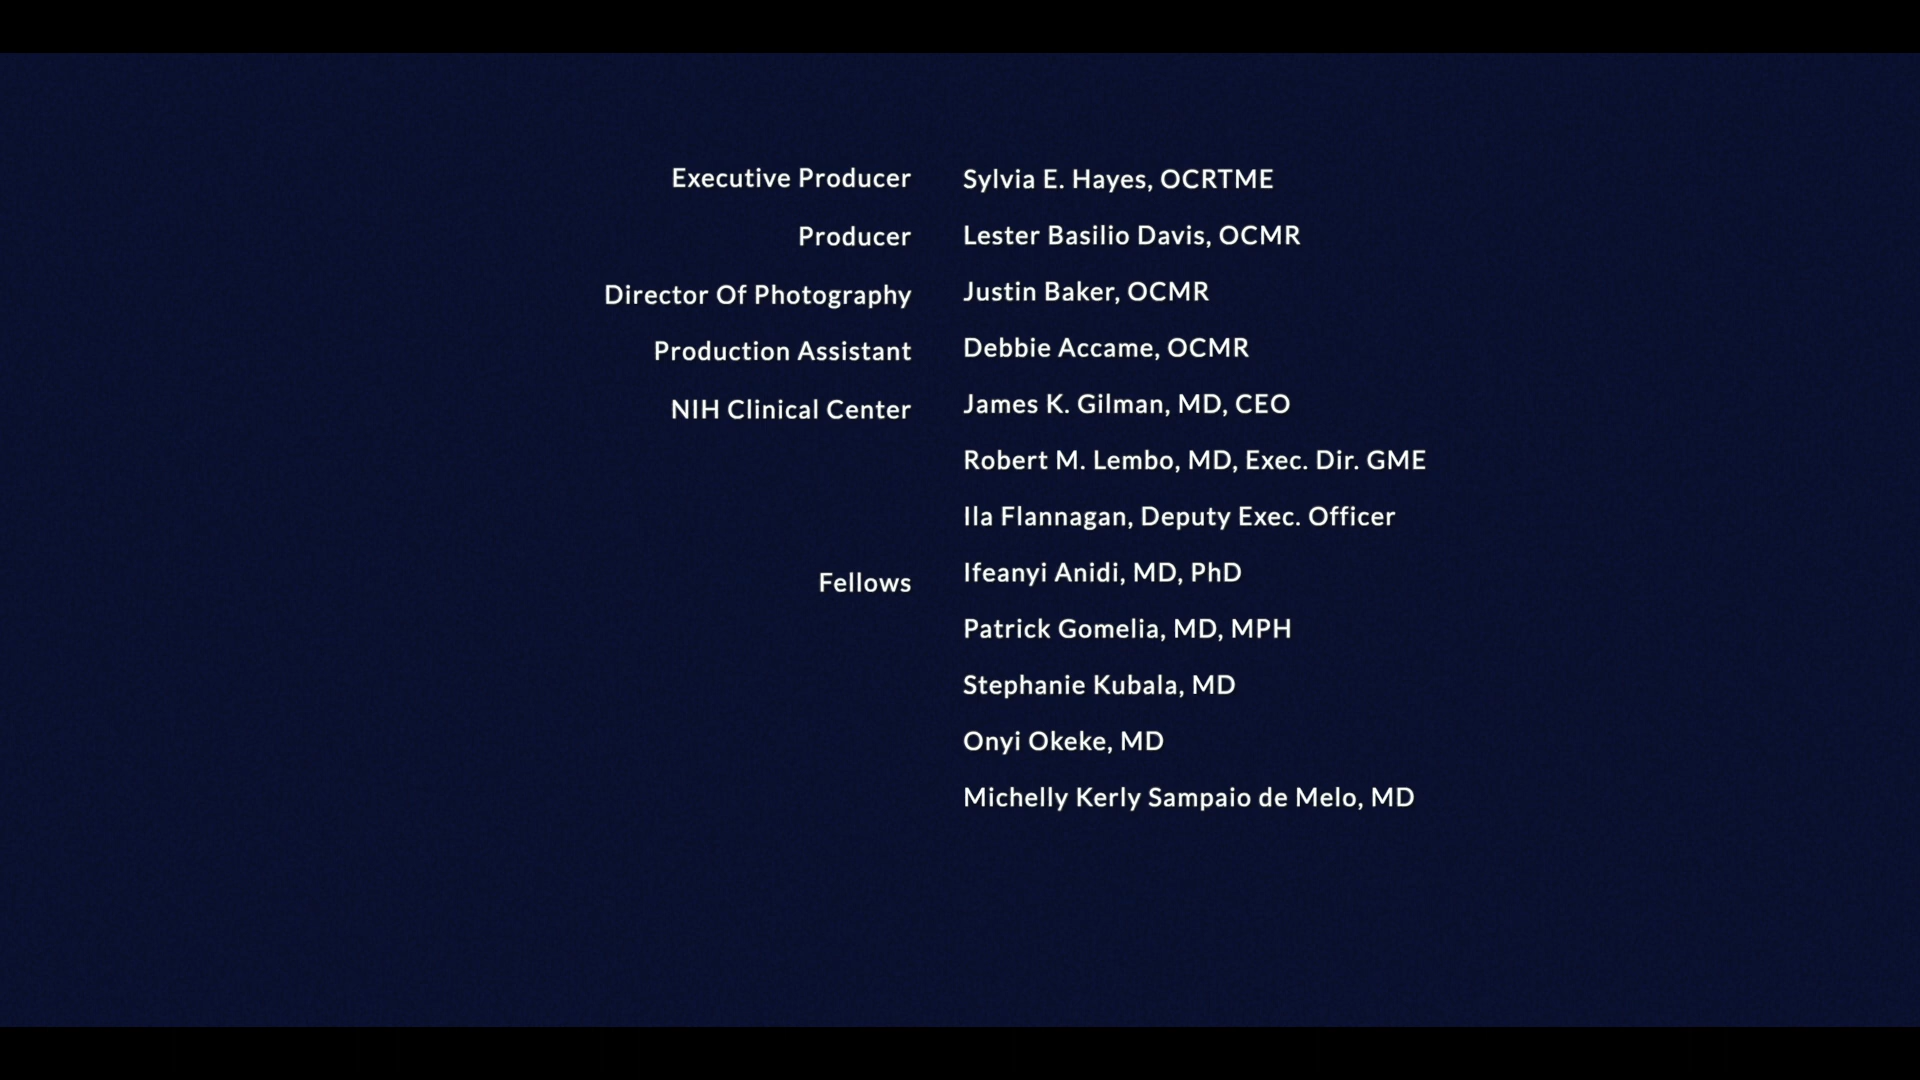 Executive Producer Sylvia E. Hayes, OCRTME
Producer Lester Basilio Davis, OCMR
Director Of Photography Justin Baker, OCMR
Production Assistant Debbie Accame, OCMR
NIH Clinical Center James K. Gilman, MD, CEO
Robert M. Lembo, MD, Exec. Dir. GME
Ila Flannagan, Deputy Exec. Officer
Fellows Ifeanyi Anidi, MD, PhD
Patrick Gomelia, MD, MPH
Stephanie Kubala, MD
Onyi Okeke, MD
Michelly Kerly Sampaio de Melo, MD